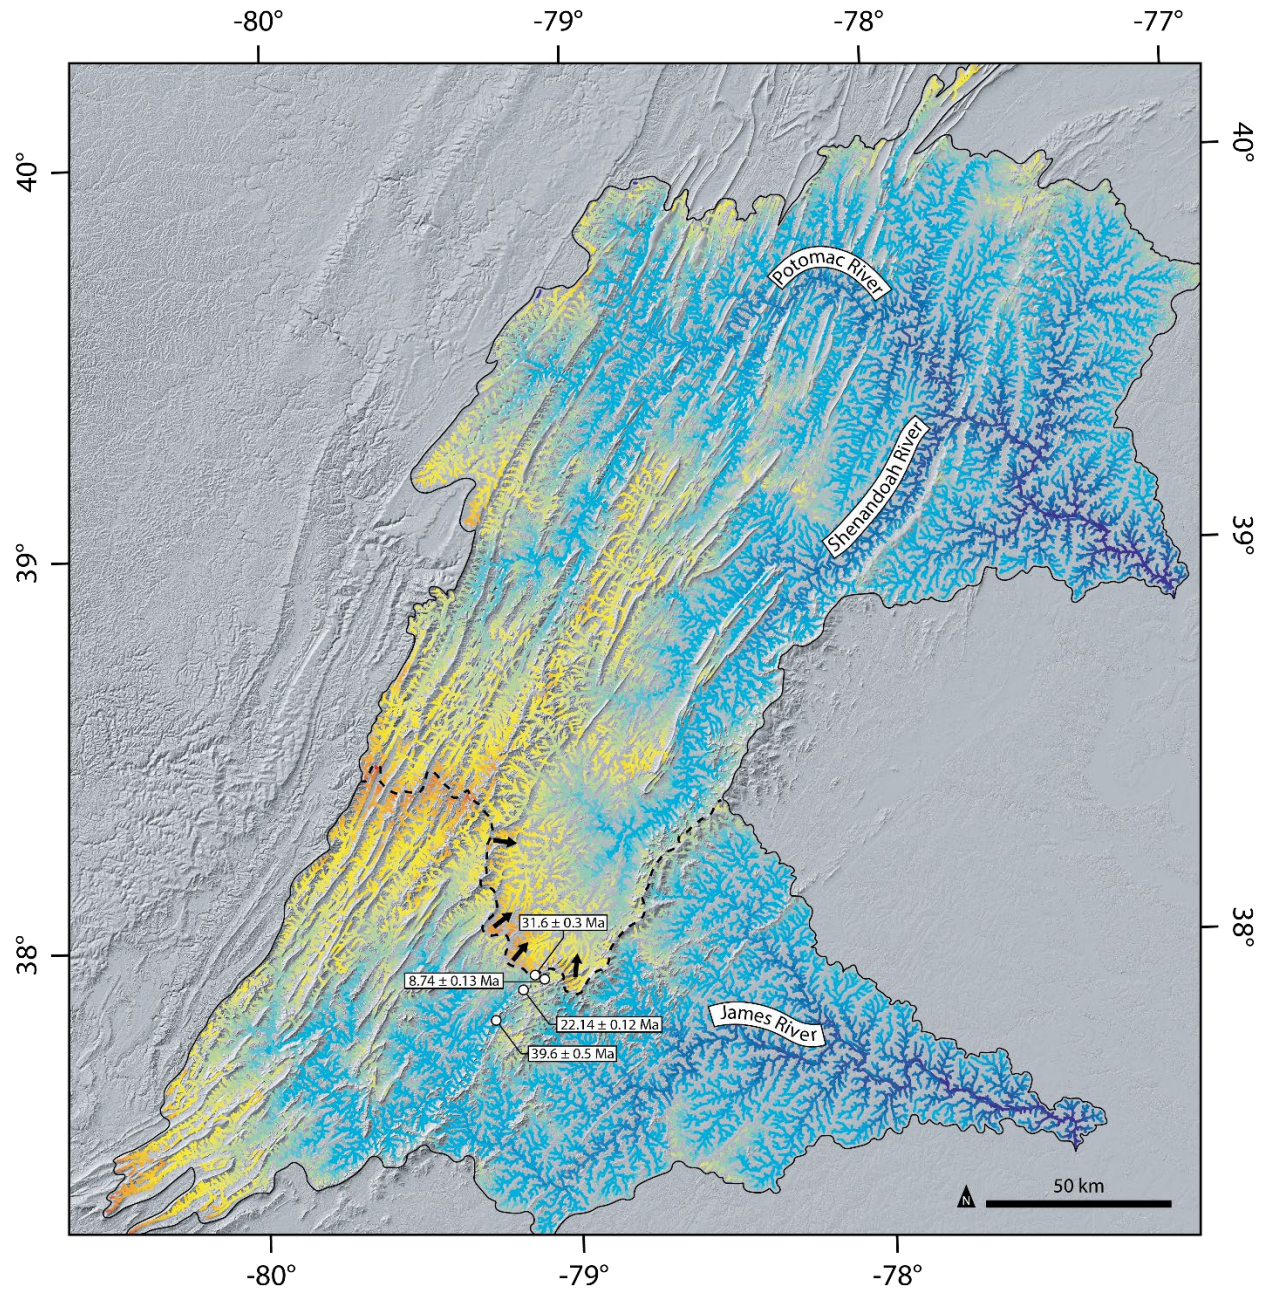 -80° -79° -78° -77°
40° 40°
Potomac River
Shenandoah River
39° 39°
31.6 ± 0.3 Ma
38° 38°
8.74 ± 0.13 Ma
22.14 ± 0.12 Ma
James River
39.6 ± 0.5 Ma
N 50 km
-80° -79° -78°